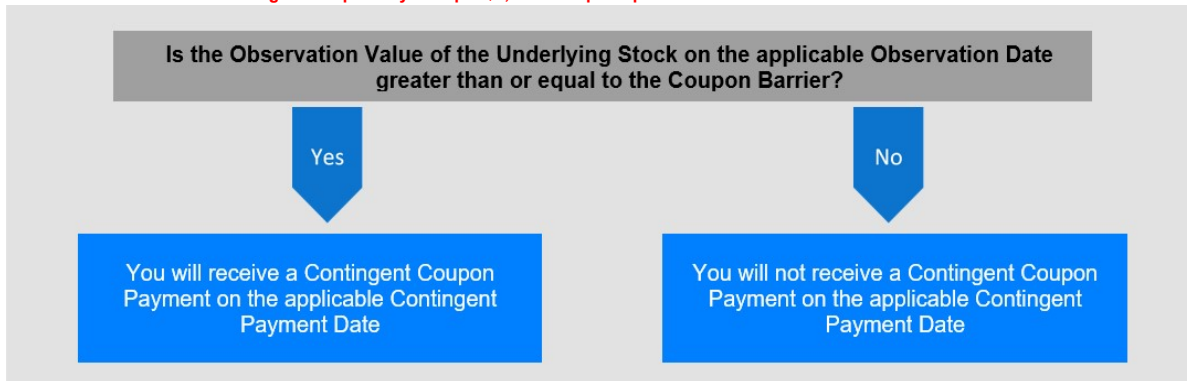 Is the Observation Value of the Underlying Stock on the applicable Observation Date
greater than or equal to the Coupon Barrier?
Yes
No
You will receive a Contingent Coupon
Payment on the applicable Contingent
Payment Date
You will not receive a Contingent Coupon
Payment on the applicable Contingent
Payment Date